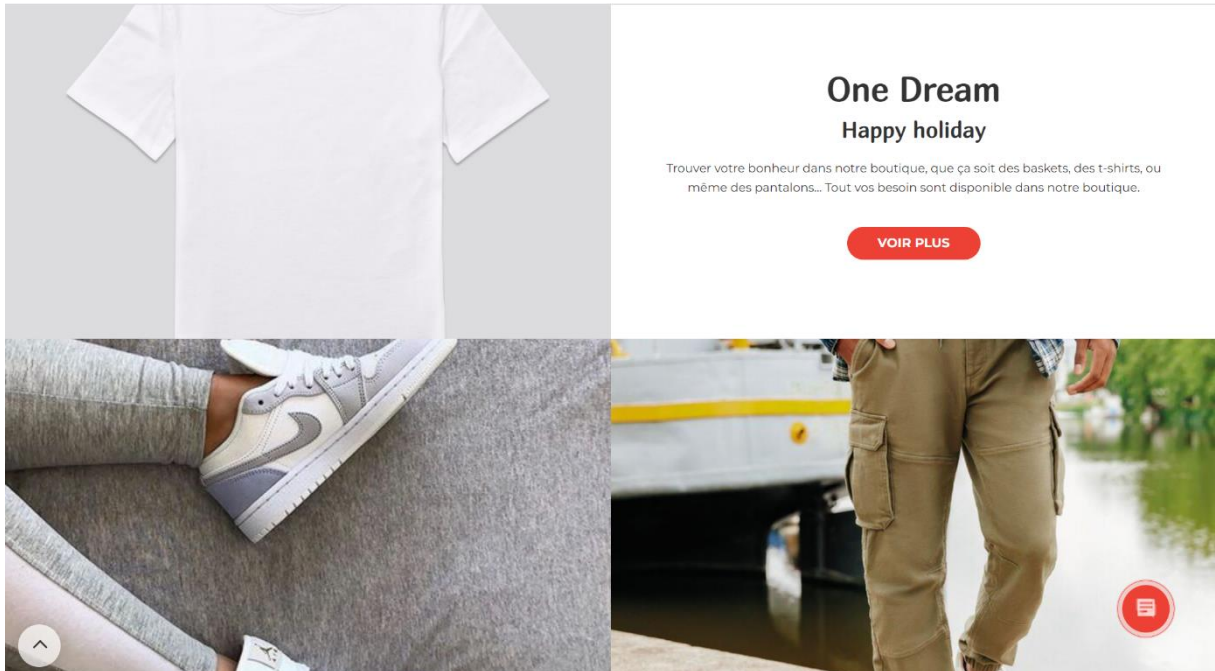 One Dream
Happy holiday
Trouver votre bonheur dans notre boutique, que ça soit des baskets, des t-shirts, ou
même des pantalons... Tout vos besoin sont disponible dans notre boutique.
VOIR PLUS